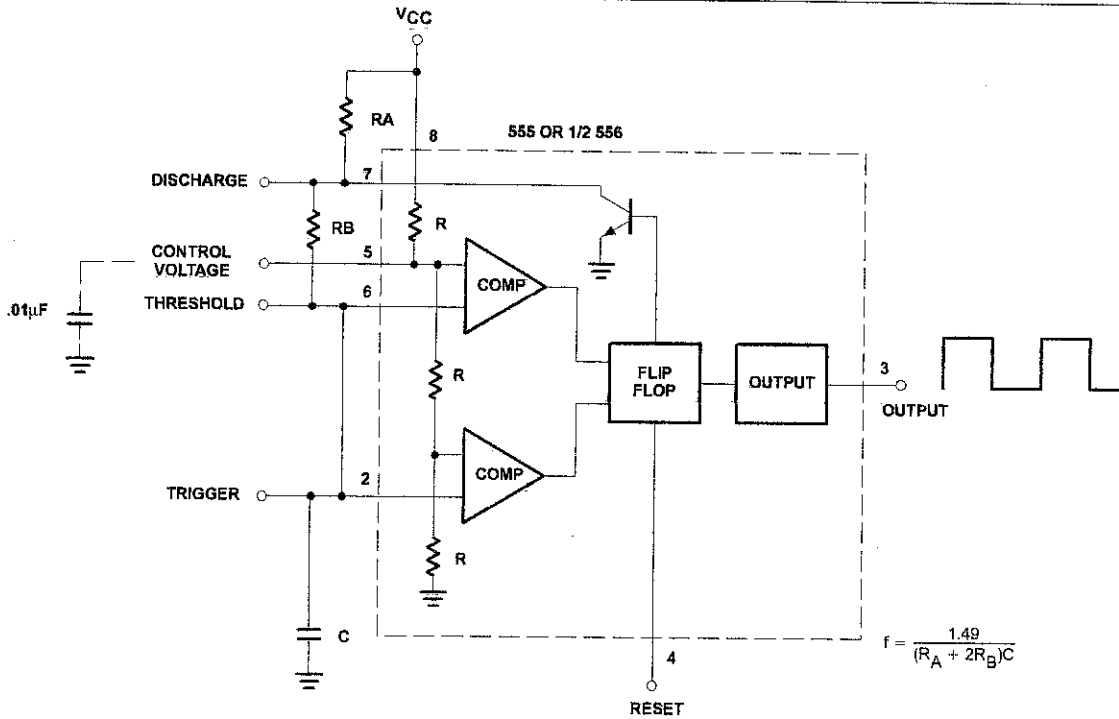 VCC
RA
8
555 OR 1/2 556
DISCHARGE
7
RB
R
CONTROL
VOLTAGE
5
COMP
THRESHOLD
6
.01µF
R
FLIP
FLOP
OUTPUT
3
OUTPUT
COMP
TRIGGER
2
R
C
f = 1.49
(RA + 2RB)C
4
RESET